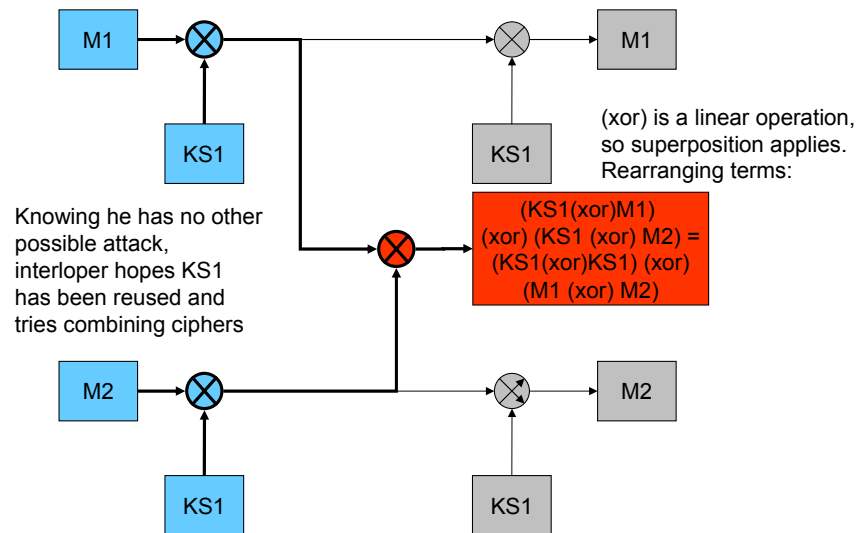 M1
M1
KS1
KS1
(xor) is a linear operation,
so superposition applies.
Rearranging terms:
Knowing he has no other
possible attack,
interloper hopes KS1
has been reused and
tries combining ciphers
(KS1(xor)M1)
(xor) (KS1 (xor) M2) =
(KS1(xor)KS1) (xor)
(M1 (xor) M2)
M2
M2
KS1
KS1